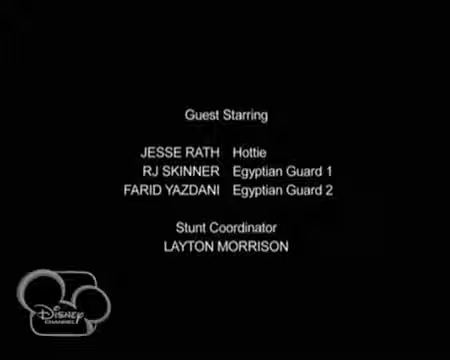 Guest Starring
JESSE RATH Hottie
RJ SKINNER Egyptian Guard 1
FARID YAZDANI Egyptian Guard 2
Stunt Coordinator
LAYTON MORRISON
Disney
CHANNEL